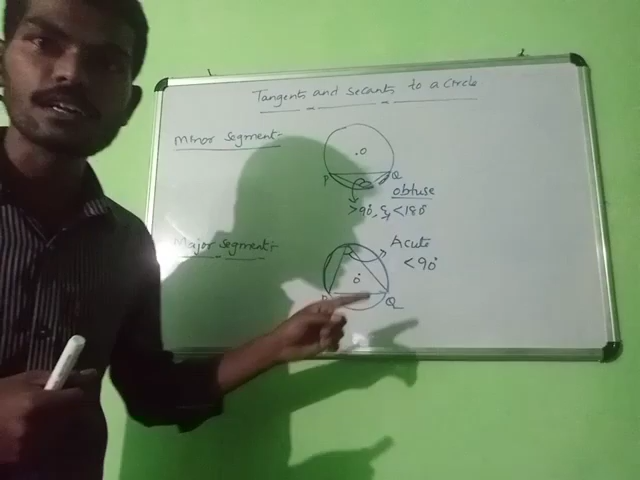 Tangents and secants to a circle
Minor segment:-
.O
P Q
obtuse
>90°, & <180°
Major segment:-
Acute
<90°
O
P Q